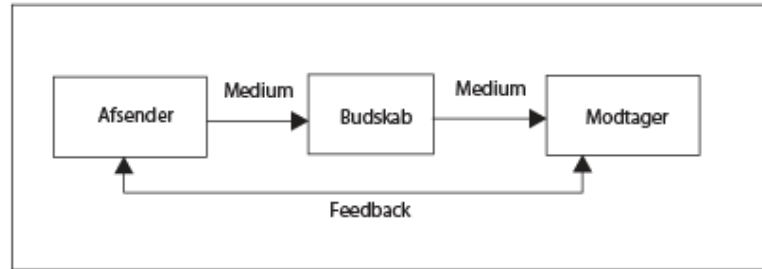 Medium
Medium
Afsender
Budskab
Modtager
Feedback